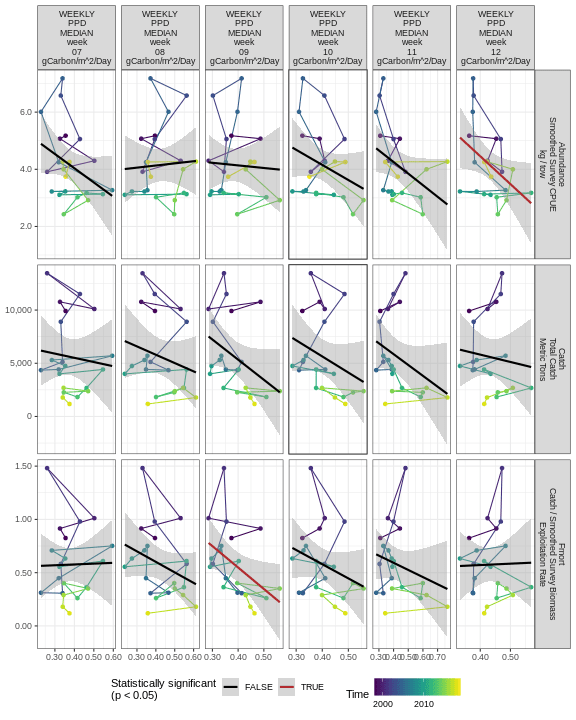 WEEKLY
PPD
MEDIAN
week
07
gCarbon/m^2/Day
WEEKLY
PPD
MEDIAN
week
08
gCarbon/m^2/Day
WEEKLY
PPD
MEDIAN
week
09
gCarbon/m^2/Day
WEEKLY
PPD
MEDIAN
week
10
gCarbon/m^2/Day
WEEKLY
PPD
MEDIAN
week
11
gCarbon/m^2/Day
WEEKLY
PPD
MEDIAN
week
12
gCarbon/m^2/Day
6.0
4.0
2.0
Abundance
Smoothed Survey CPUE
kg / tow
10,000
5,000
0
Catch
Total Catch
Metric Tons
1.50
1.00
0.50
0.00
Fmort
Catch / Smoothed Survey Biomass
Exploitation Rate
0.30 0.40 0.50 0.60
0.30 0.40 0.50 0.60
0.30 0.40 0.50
0.30 0.40 0.50
0.30 0.40 0.50 0.60 0.70
0.40 0.50
Statistically significant
(p < 0.05)
FALSE
TRUE
Time
2000 2010